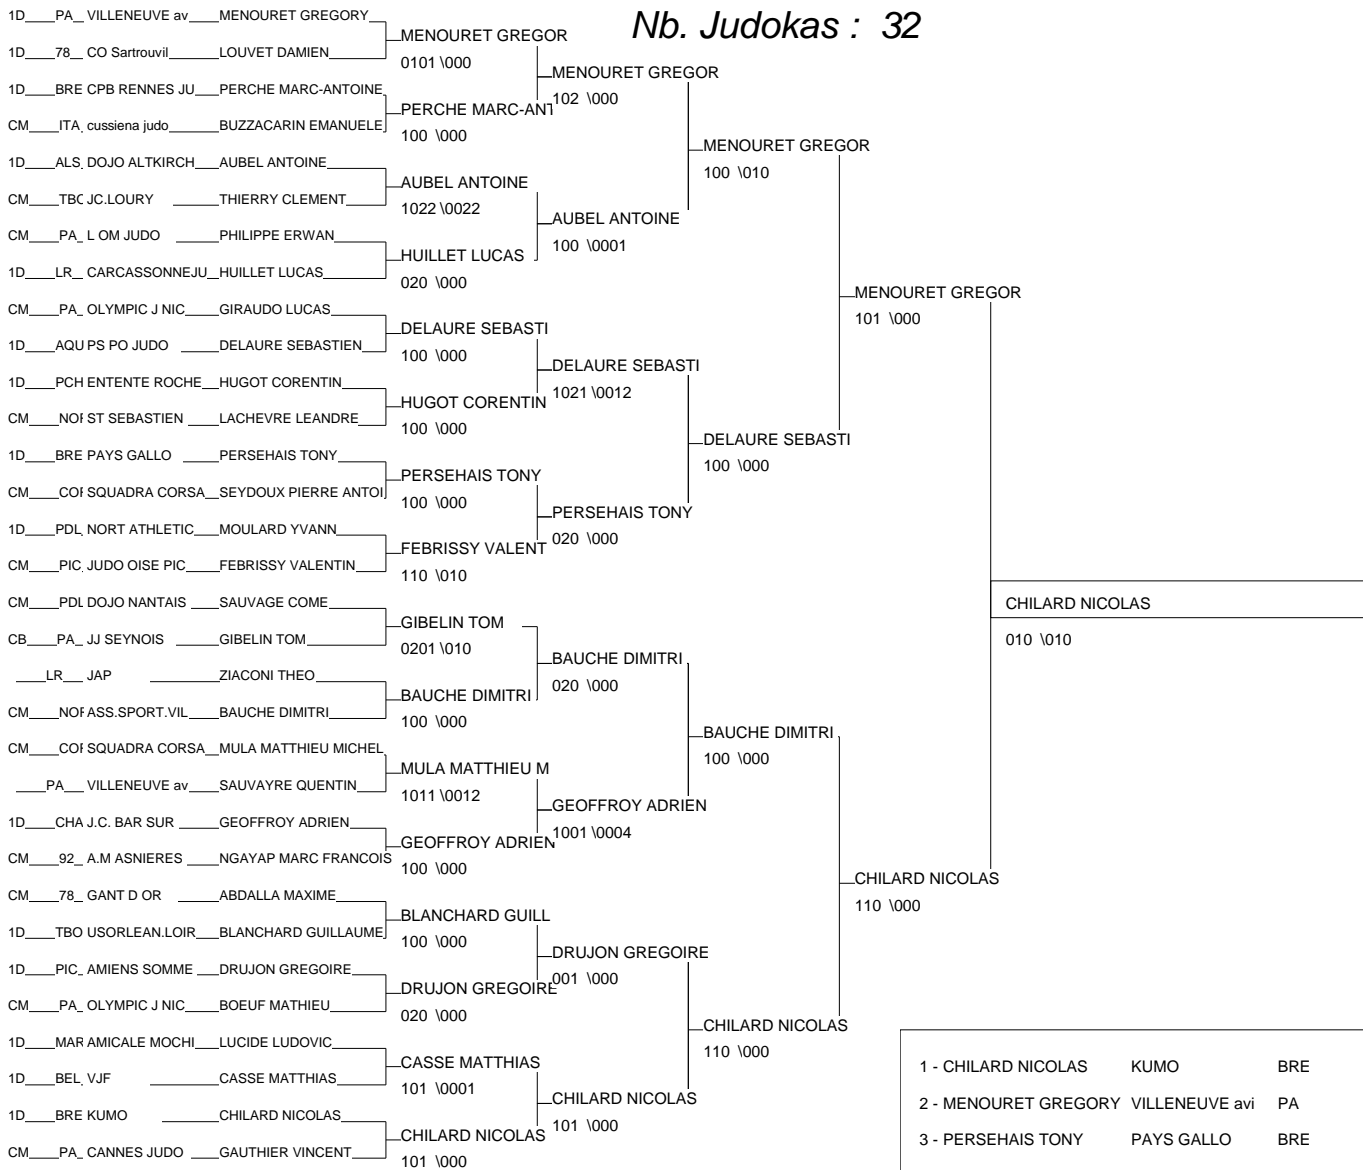 Nb. Judokas : 32
1D PA VILLENEUVE av MENOURET GREGORY
1D 78 CO Sartrouvil LOUVET DAMIEN
1D BRE CPB RENNES JU PERCHE MARC-ANTOINE
CM ITA cussiena judo BUZZACARIN EMANUELE
1D ALS DOJO ALTKIRCH AUBEL ANTOINE
CM TBC JC.LOURY THIERRY CLEMENT
CM PA L OM JUDO PHILIPPE ERWAN
1D LR CARCASSONNEJU HUILLET LUCAS
CM PA OLYMPIC J NIC GIRAUDO LUCAS
1D AQU PS PO JUDO DELAURE SEBASTIEN
1D PCH ENTENTE ROCHE HUGOT CORENTIN
CM NOF ST SEBASTIEN LACHEVRE LEANDRE
1D BRE PAYS GALLO PERSEHAIS TONY
CM COF SQUADRA CORSA SEYDOUX PIERRE ANTOI
1D PDL NORT ATHLETIC MOULARD YVANN
CM PIC JUDO OISE PIC FEBRISSY VALENTIN
CM PDL DOJO NANTAIS SAUVAGE COME
CB PA JJ SEYNOIS GIBELIN TOM
LR JAP ZIACONI THEO
CM NOF ASS.SPORT.VIL BAUCHE DIMITRI
CM COF SQUADRA CORSA MULA MATTHIEU MICHEL
PA VILLENEUVE av SAUVAYRE QUENTIN
1D CHA J.C. BAR SUR GEOFFROY ADRIEN
CM 92 A.M ASNIERES NGAYAP MARC FRANCOIS
CM 78 GANT D OR ABDALLA MAXIME
1D TBO USORLEAN.LOIR BLANCHARD GUILLAUME
1D PIC AMIENS SOMME DRUJON GREGOIRE
CM PA OLYMPIC J NIC BOEUF MATHIEU
1D MAR AMICALE MOCHI LUCIDE LUDOVIC
1D BEL VJF CASSE MATTHIAS
1D BRE KUMO CHILARD NICOLAS
CM PA CANNES JUDO GAUTHIER VINCENT
MENOURET GREGOR
0101 \000
PERCHE MARC-ANT
100 \000
AUBEL ANTOINE
1022 \0022
HUILLET LUCAS
020 \000
DELAURE SEBASTI
100 \000
HUGOT CORENTIN
100 \000
PERSEHAIS TONY
100 \000
FEBRISSY VALENT
110 \010
GIBELIN TOM
0201 \010
BAUCHE DIMITRI
100 \000
MULA MATTHIEU M
1011 \0012
GEOFFROY ADRIEN
100 \000
BLANCHARD GUILL
100 \000
DRUJON GREGOIRE
020 \000
CASSE MATTHIAS
101 \0001
CHILARD NICOLAS
101 \000
MENOURET GREGOR
102 \000
AUBEL ANTOINE
100 \0001
DELAURE SEBASTI
1021 \0012
PERSEHAIS TONY
020 \000
BAUCHE DIMITRI
020 \000
GEOFFROY ADRIEN
1001 \0004
DRUJON GREGOIRE
001 \000
CHILARD NICOLAS
101 \000
MENOURET GREGOR
100 \010
DELAURE SEBASTI
100 \000
BAUCHE DIMITRI
100 \000
CHILARD NICOLAS
110 \000
MENOURET GREGOR
101 \000
CHILARD NICOLAS
110 \000
CHILARD NICOLAS
010 \010
1 - CHILARD NICOLAS KUMO BRE
2 - MENOURET GREGORY VILLENEUVE avi PA
3 - PERSEHAIS TONY PAYS GALLO BRE